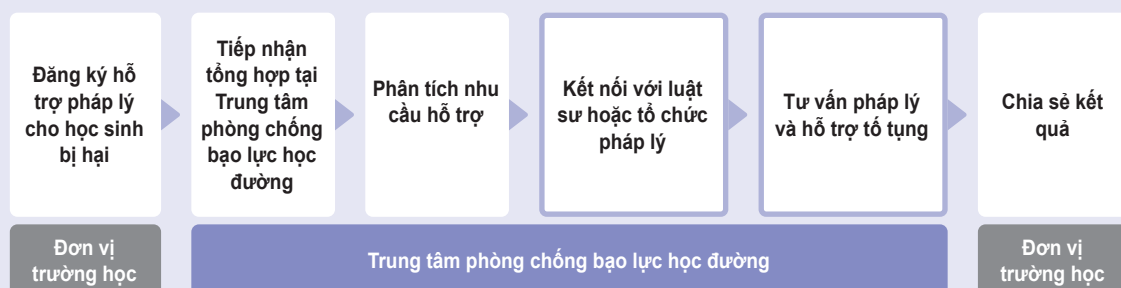 Đăng ký hỗ
trợ pháp lý
cho học sinh
bị hại
Tiếp nhận
tổng hợp tại
Trung tâm
phòng chống
bạo lực học
đường
Phân tích nhu
cầu hỗ trợ
Kết nối với luật
sư hoặc tổ chức
pháp lý
Tư vấn pháp lý
và hỗ trợ tố tụng
Chia sẻ kết
quả
Đơn vị
trường học
Trung tâm phòng chống bạo lực học đường
Đơn vị
trường học